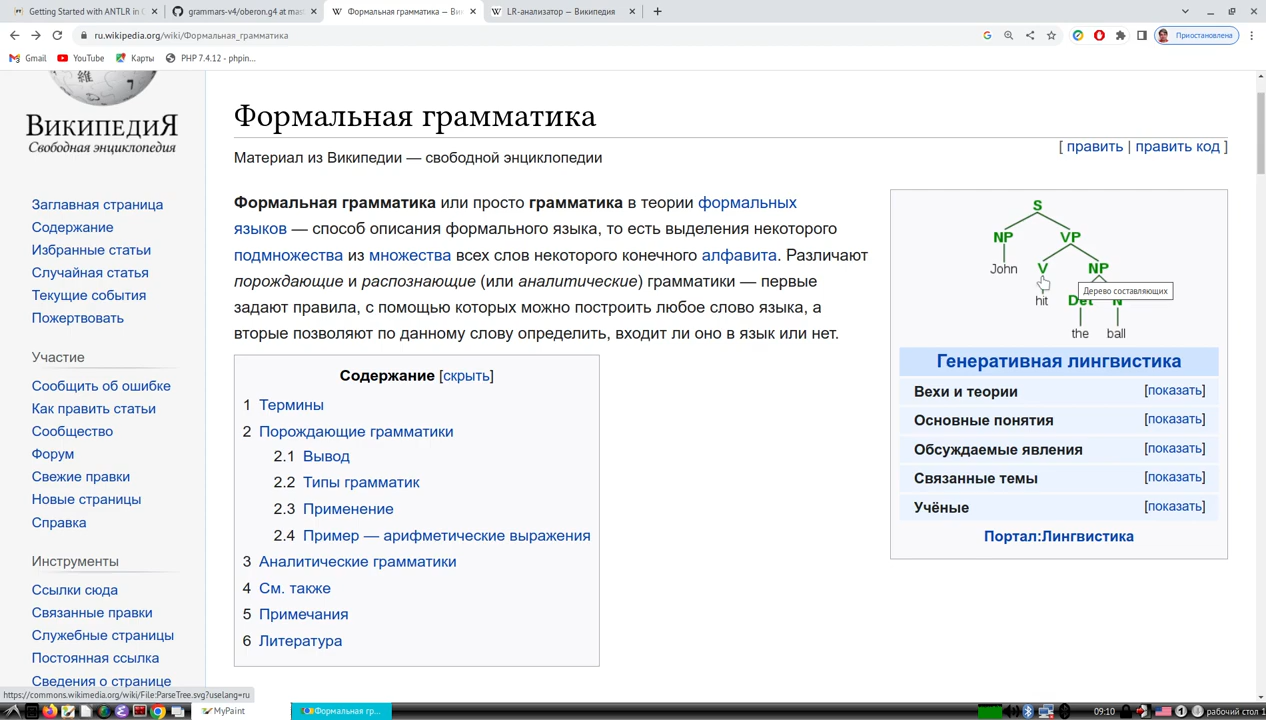 Getting Started with ANTLR in C
grammars-v4/oberon.g4 at mas
Формальная грамматика — Ви
LR-анализатор — Википедия
ru.wikipedia.org/wiki/Формальная_грамматика
Приостановлена
Gmail
YouTube
Карты
PHP 7.4.12 - phpin...
ВИКИПЕДИЯ
Свободная энциклопедия
Заглавная страница
Содержание
Избранные статьи
Случайная статья
Текущие события
Пожертвовать
Участие
Сообщить об ошибке
Как править статьи
Сообщество
Форум
Свежие правки
Новые страницы
Справка
Инструменты
Ссылки сюда
Связанные правки
Служебные страницы
Постоянная ссылка
Сведения о странице
Формальная грамматика
[ править | править код ]
Материал из Википедии — свободной энциклопедии
Формальная грамматика или просто грамматика в теории формальных
языков — способ описания формального языка, то есть выделения некоторого
подмножества из множества всех слов некоторого конечного алфавита. Различают
порождающие и распознающие (или аналитические) грамматики — первые
задают правила, с помощью которых можно построить любое слово языка, а
вторые позволяют по данному слову определить, входит ли оно в язык или нет.
Содержание [скрыть]
1 Термины
2 Порождающие грамматики
2.1 Вывод
2.2 Типы грамматик
2.3 Применение
2.4 Пример — арифметические выражения
3 Аналитические грамматики
4 См. также
5 Примечания
6 Литература
S
NP VP
John V NP
Дерево составляющих
hit Det N
the ball
Генеративная лингвистика
Вехи и теории [показать]
Основные понятия [показать]
Обсуждаемые явления [показать]
Связанные темы [показать]
Учёные [показать]
Портал:Лингвистика
https://commons.wikimedia.org/wiki/File:ParseTree.svg?uselang=ru
MyPaint
Формальная гр...
09:10
рабочий стол 1